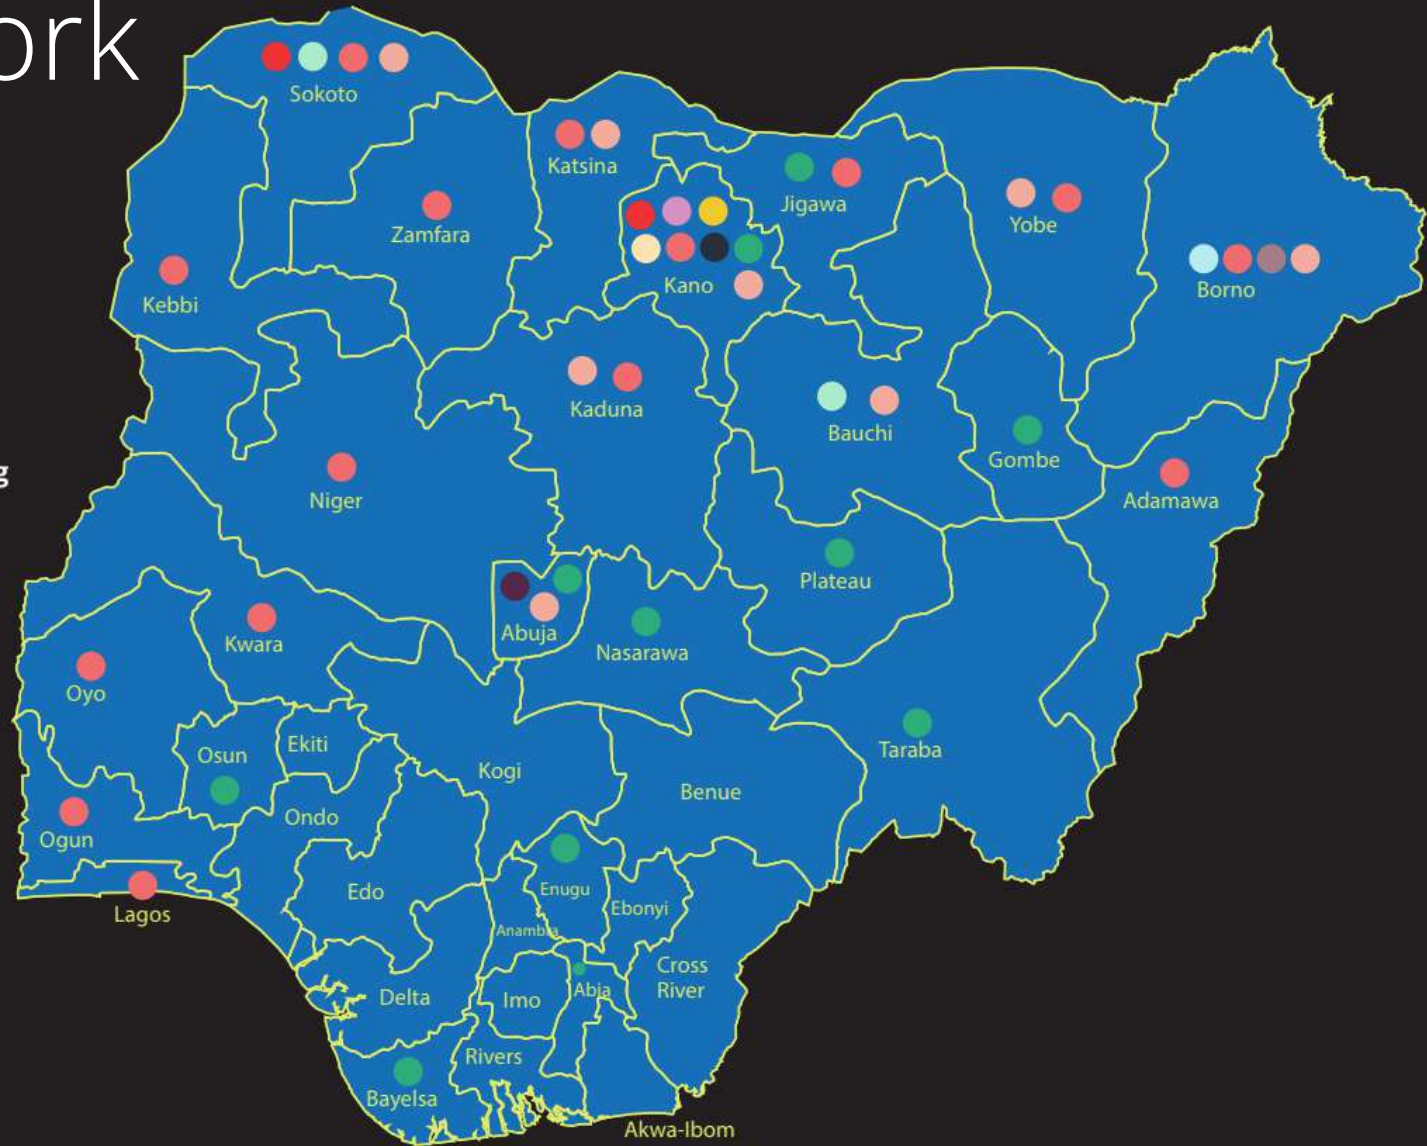 ork
Sokoto
Katsina
Jigawa
Zamfara
Yobe
Kano
Borno
Kebbi
Kaduna
Bauchi
Gombe
g
Niger
Adamawa
Plateau
Abuja
Kwara
Nasarawa
Oyo
Osun
Ekiti
Taraba
Kogi
Benue
Ondo
Ogun
Edo
Enugu
Ebonyi
Lagos
Anambra
Cross
River
Delta
Imo
Abia
Rivers
Bayelsa
Akwa-Ibom